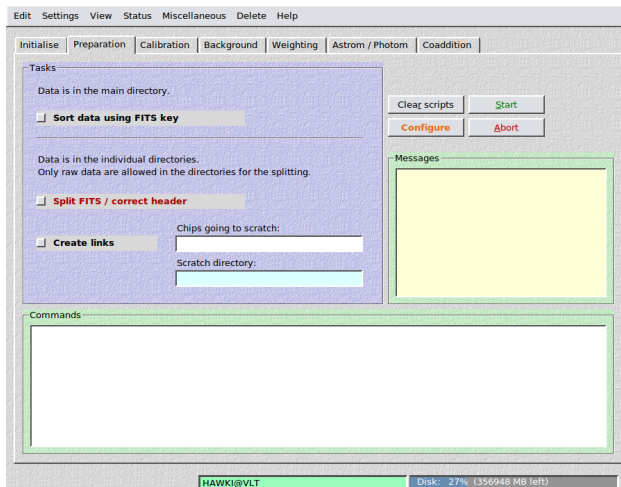 Edit Settings View Status Miscellaneous Delete Help
Initialise Preparation Calibration Background Weighting Astrom / Photom Coaddition
Tasks
Data is in the main directory.
Sort data using FITS key
Data is in the individual directories.
Only raw data are allowed in the directories for the splitting.
Split FITS / correct header
Create links
Chips going to scratch:
Scratch directory:
Clear scripts Start
Configure Abort
Messages
Commands
HAWKI@VLT Disk: 27% (356948 MB left)